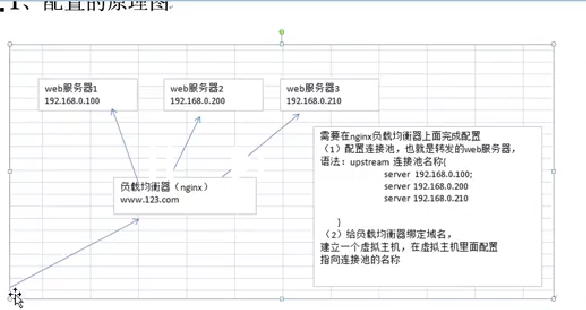 1、配置的原理图
web服务器1
192.168.0.100
web服务器2
192.168.0.200
web服务器3
192.168.0.210
负载均衡器（nginx）
www.123.com
需要在nginx负载均衡器上面完成配置
（1）配置连接池，也就是转发的web服务器，
语法：upstream 连接池名称{
server 192.168.0.100;
server 192.168.0.200
server 192.168.0.210
}
（2）给负载均衡器绑定域名，
建立一个虚拟主机，在虚拟主机里面配置
指向连接池的名称